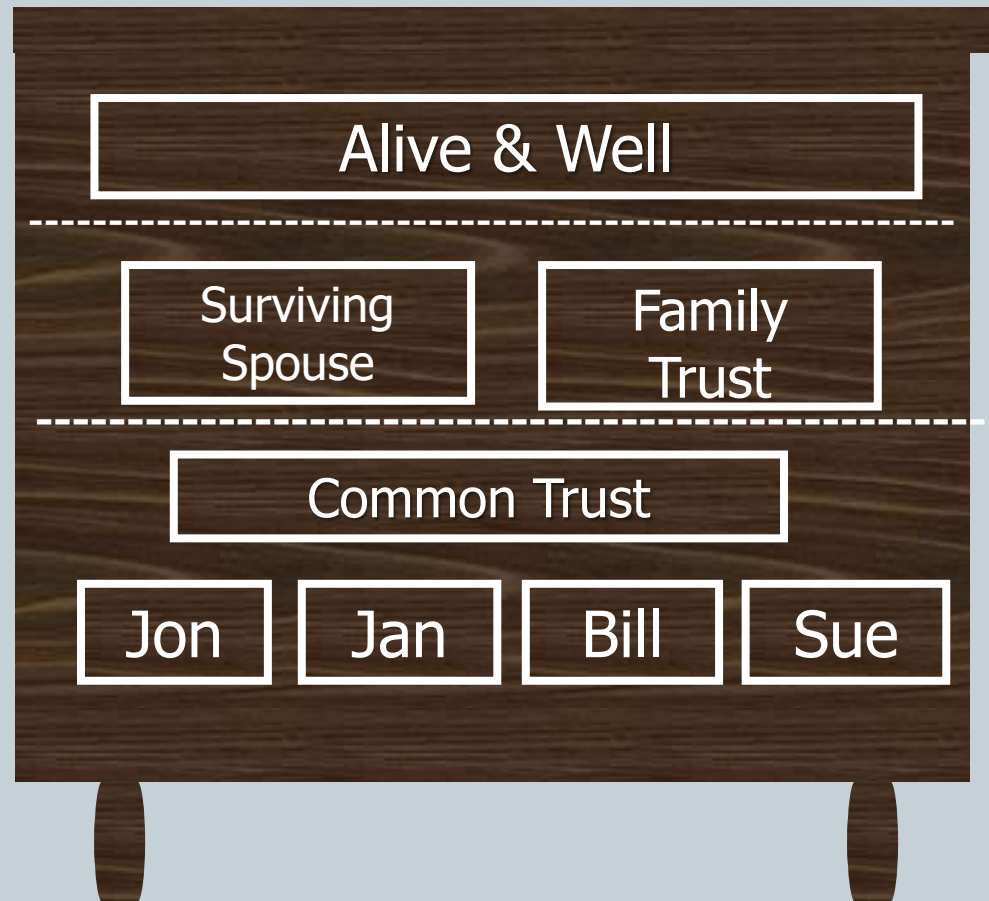 Alive & Well
Surviving
Spouse
Family
Trust
Common Trust
Jon
Jan
Bill
Sue